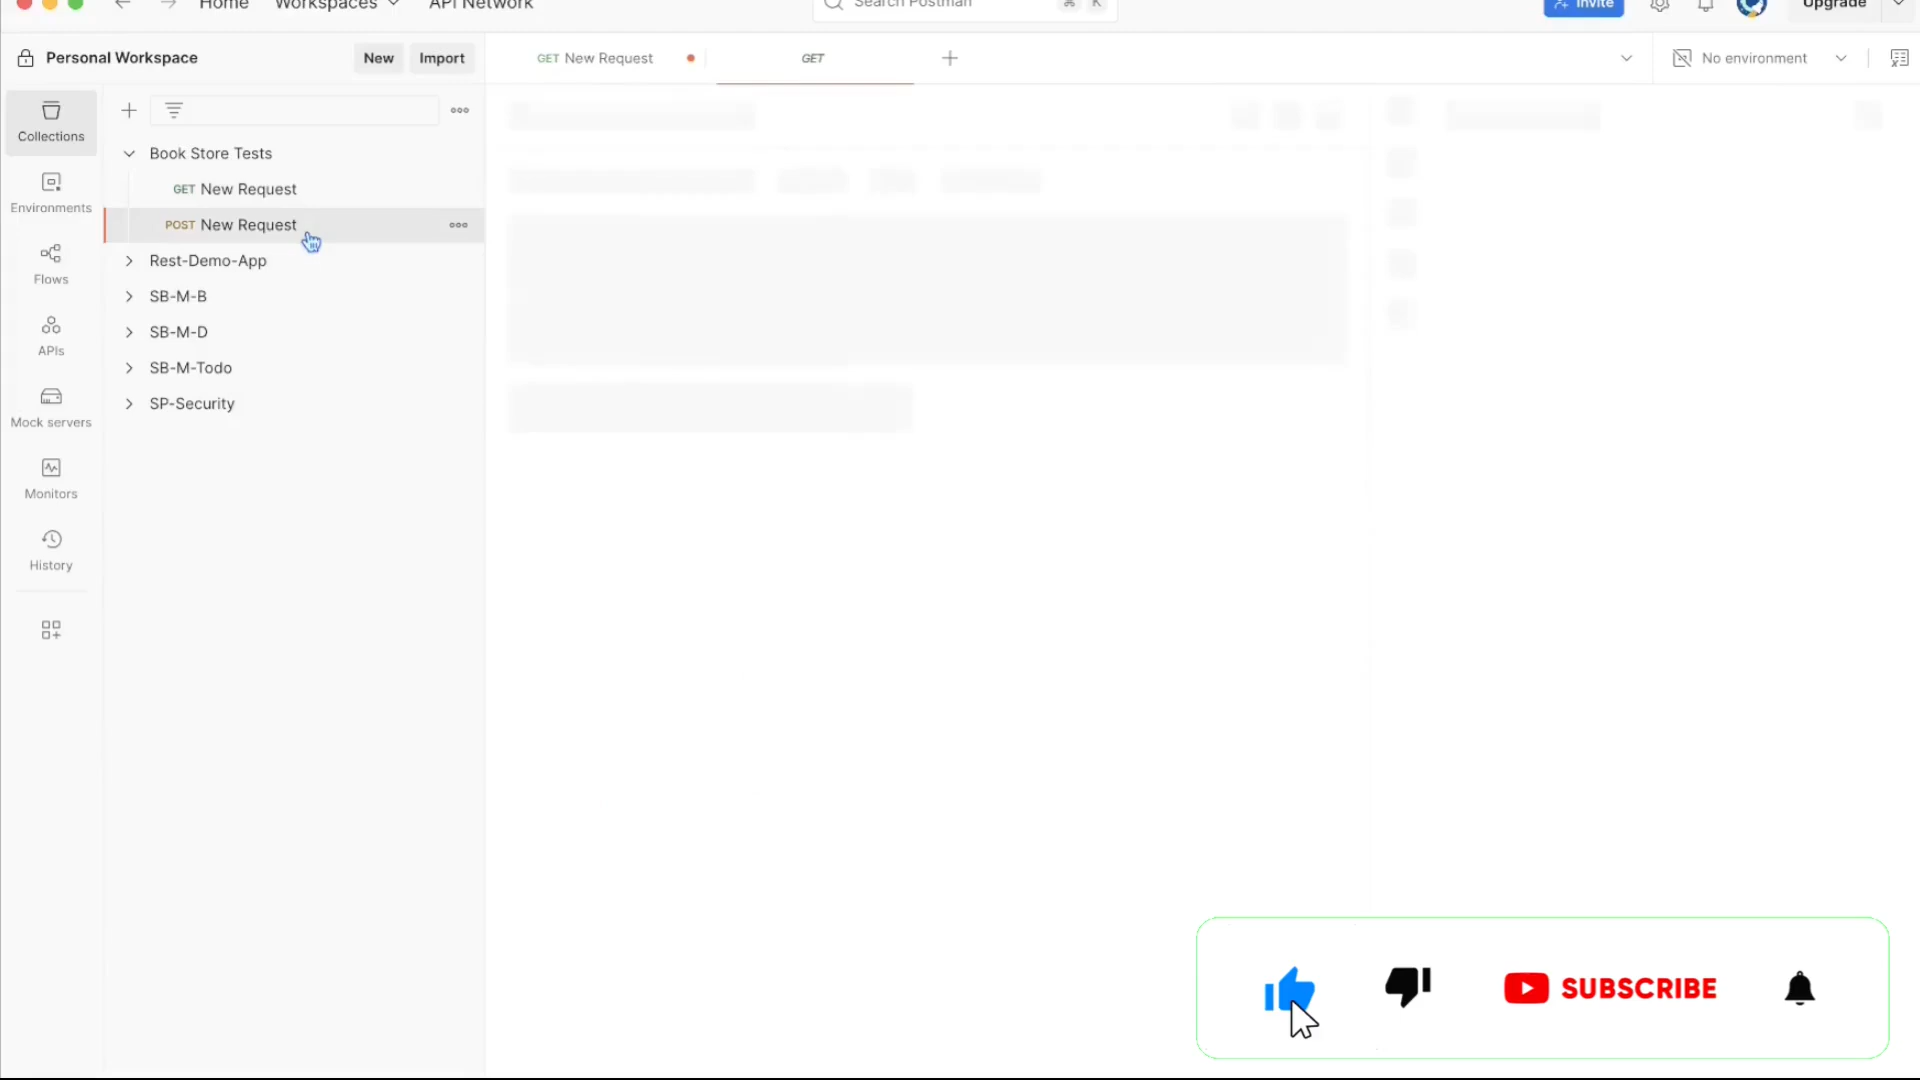 Home Workspaces API Network Search Postman ⌘ K Invite Upgrade
Personal Workspace New Import GET New Request GET No environment
Collections
Environments
Flows
APIs
Mock servers
Monitors
History
Book Store Tests
GET New Request
POST New Request
Rest-Demo-App
SB-M-B
SB-M-D
SB-M-Todo
SP-Security
SUBSCRIBE